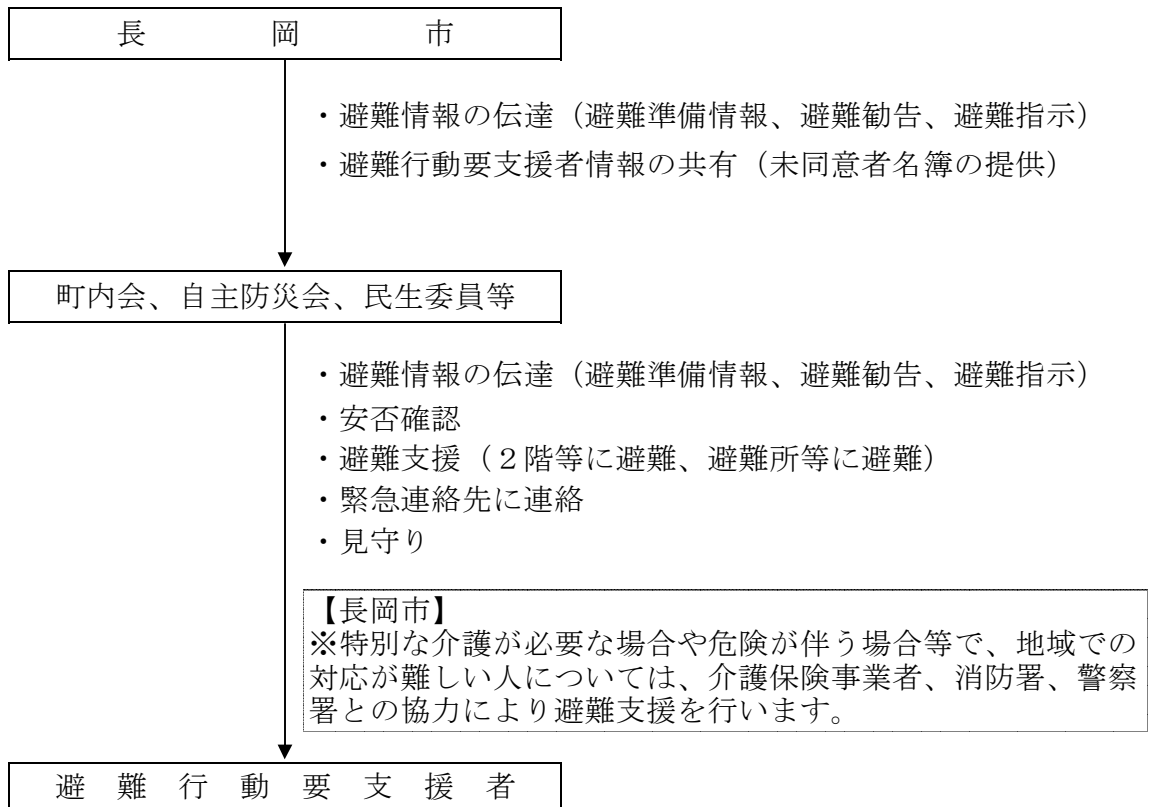 長岡市
・避難情報の伝達（避難準備情報、避難勧告、避難指示）
・避難行動要支援者情報の共有（未同意者名簿の提供）
町内会、自主防災会、民生委員等
・避難情報の伝達（避難準備情報、避難勧告、避難指示）
・安否確認
・避難支援（２階等に避難、避難所等に避難）
・緊急連絡先に連絡
・見守り
【長岡市】
※特別な介護が必要な場合や危険が伴う場合等で、地域での
対応が難しい人については、介護保険事業者、消防署、警察
署との協力により避難支援を行います。
避難行動要支援者